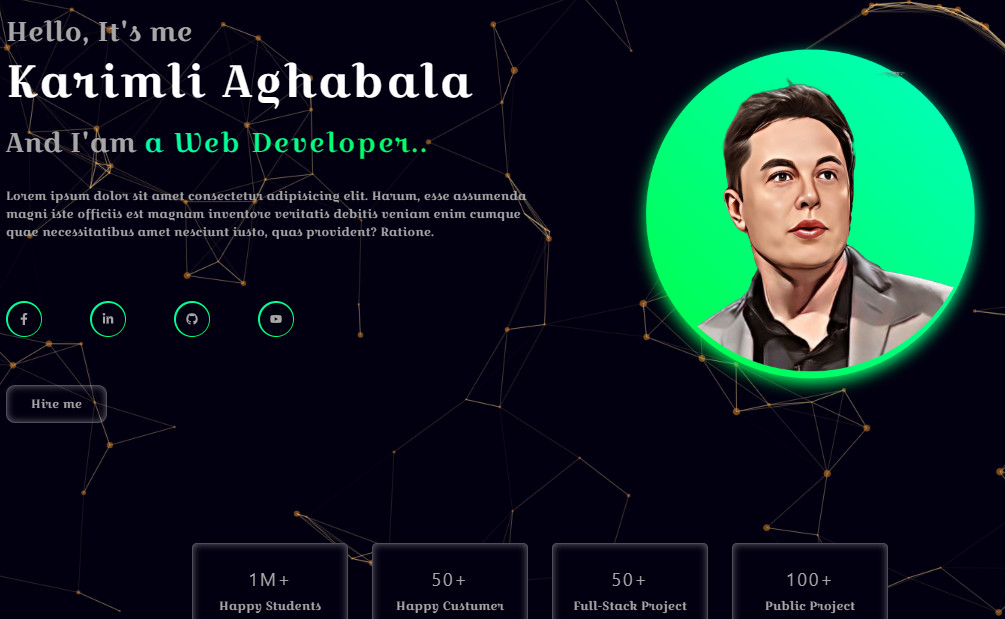 Hello, It's me
Karimli Aghabala
And I'am a Web Developer..
Lorem ipsum dolor sit amet consectetur adipisicing elit. Harum, esse assumenda
magni iste officiis est magnam inventore veritatis debitis veniam enim cumque
quae necessitatibus amet nesciunt iusto, quas provident? Ratione.
Hire me
1M+
50+
50+
100+
Happy Students
Happy Custumer
Full-Stack Project
Public Project